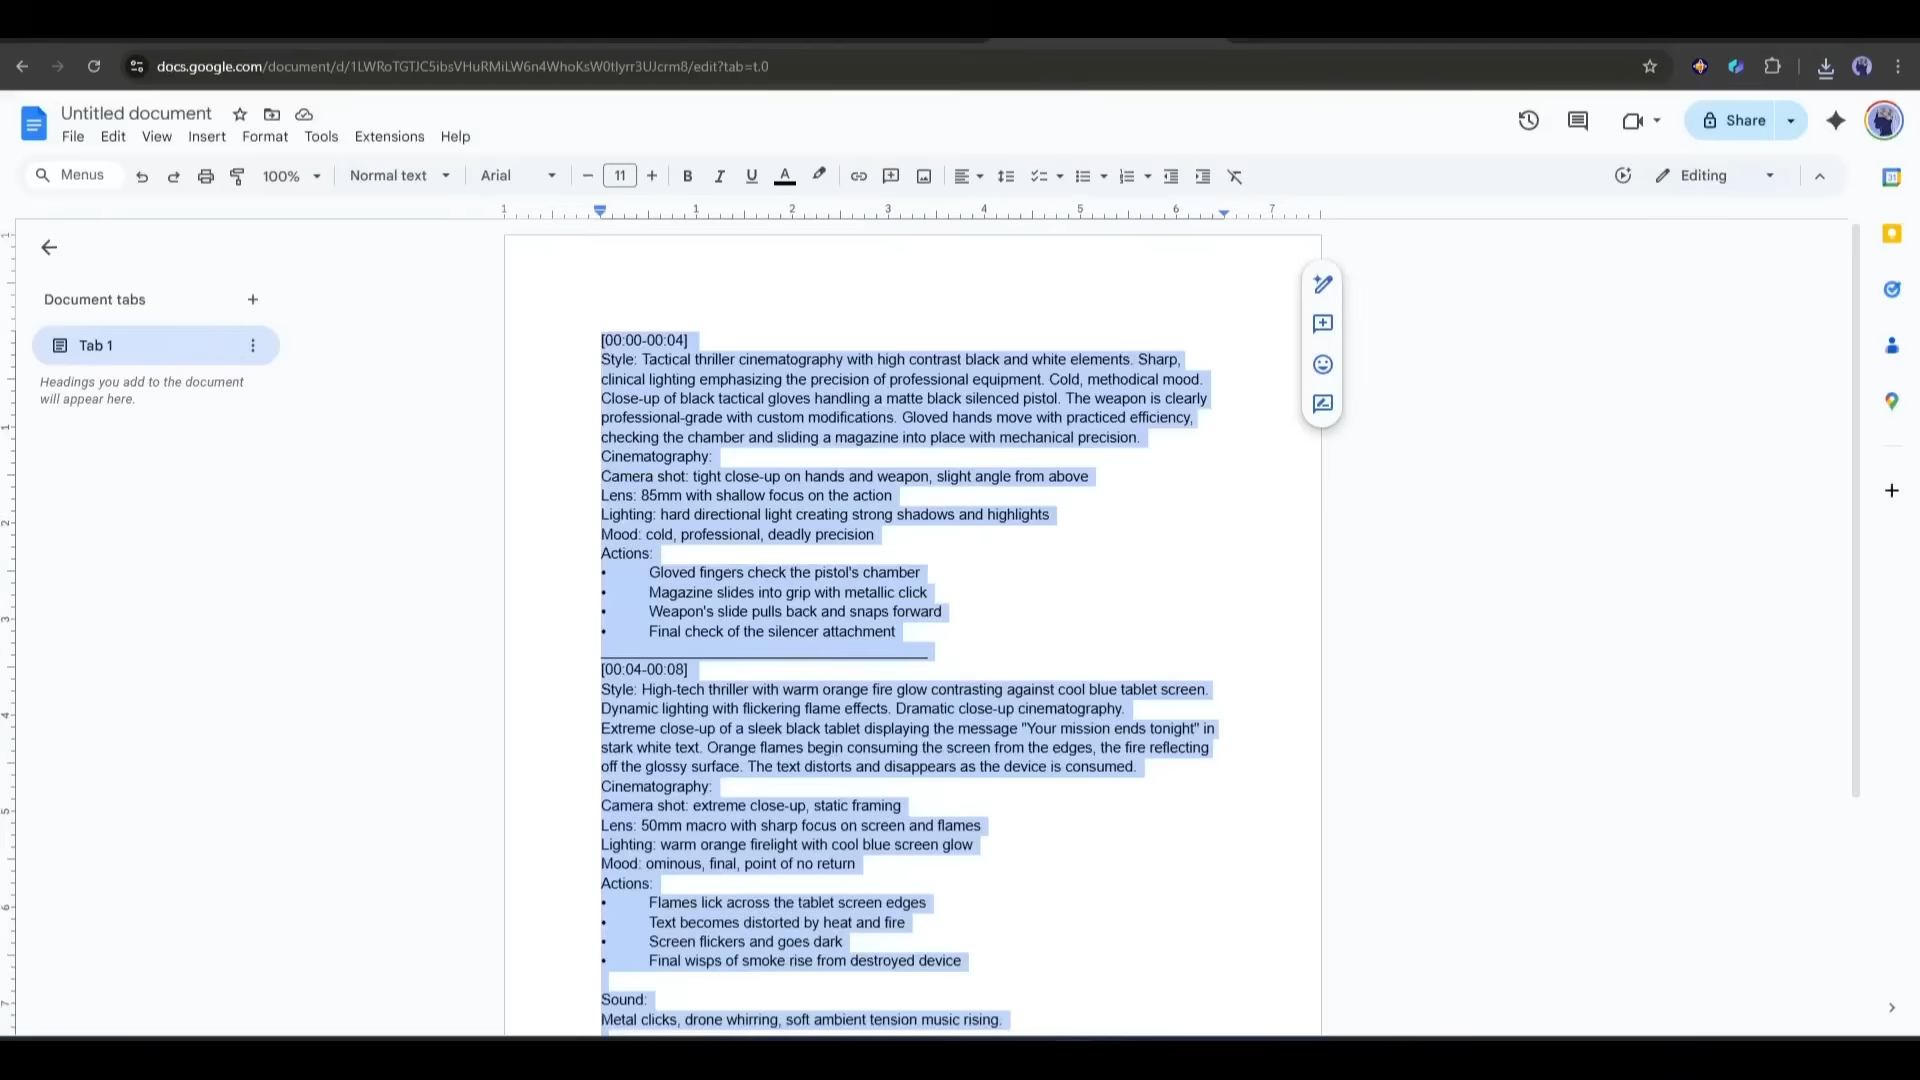 docs.google.com/document/d/1LWRoTGTJC5ibsVHuRMiLW6n4WhoKsW0tlyrr3UJcrm8/edit?tab=t.0
Untitled document
File Edit View Insert Format Tools Extensions Help
Share
Menus 100% Normal text Arial 11 Editing
1 1 2 3 4 5 6 7
Document tabs
Tab 1
Headings you add to the document
will appear here.
[00:00-00:04]
Style: Tactical thriller cinematography with high contrast black and white elements. Sharp,
clinical lighting emphasizing the precision of professional equipment. Cold, methodical mood.
Close-up of black tactical gloves handling a matte black silenced pistol. The weapon is clearly
professional-grade with custom modifications. Gloved hands move with practiced efficiency,
checking the chamber and sliding a magazine into place with mechanical precision.
Cinematography:
Camera shot: tight close-up on hands and weapon, slight angle from above
Lens: 85mm with shallow focus on the action
Lighting: hard directional light creating strong shadows and highlights
Mood: cold, professional, deadly precision
Actions:
• Gloved fingers check the pistol's chamber
• Magazine slides into grip with metallic click
• Weapon's slide pulls back and snaps forward
• Final check of the silencer attachment
[00:04-00:08]
Style: High-tech thriller with warm orange fire glow contrasting against cool blue tablet screen.
Dynamic lighting with flickering flame effects. Dramatic close-up cinematography.
Extreme close-up of a sleek black tablet displaying the message "Your mission ends tonight" in
stark white text. Orange flames begin consuming the screen from the edges, the fire reflecting
off the glossy surface. The text distorts and disappears as the device is consumed.
Cinematography:
Camera shot: extreme close-up, static framing
Lens: 50mm macro with sharp focus on screen and flames
Lighting: warm orange firelight with cool blue screen glow
Mood: ominous, final, point of no return
Actions:
• Flames lick across the tablet screen edges
• Text becomes distorted by heat and fire
• Screen flickers and goes dark
• Final wisps of smoke rise from destroyed device
Sound:
Metal clicks, drone whirring, soft ambient tension music rising.